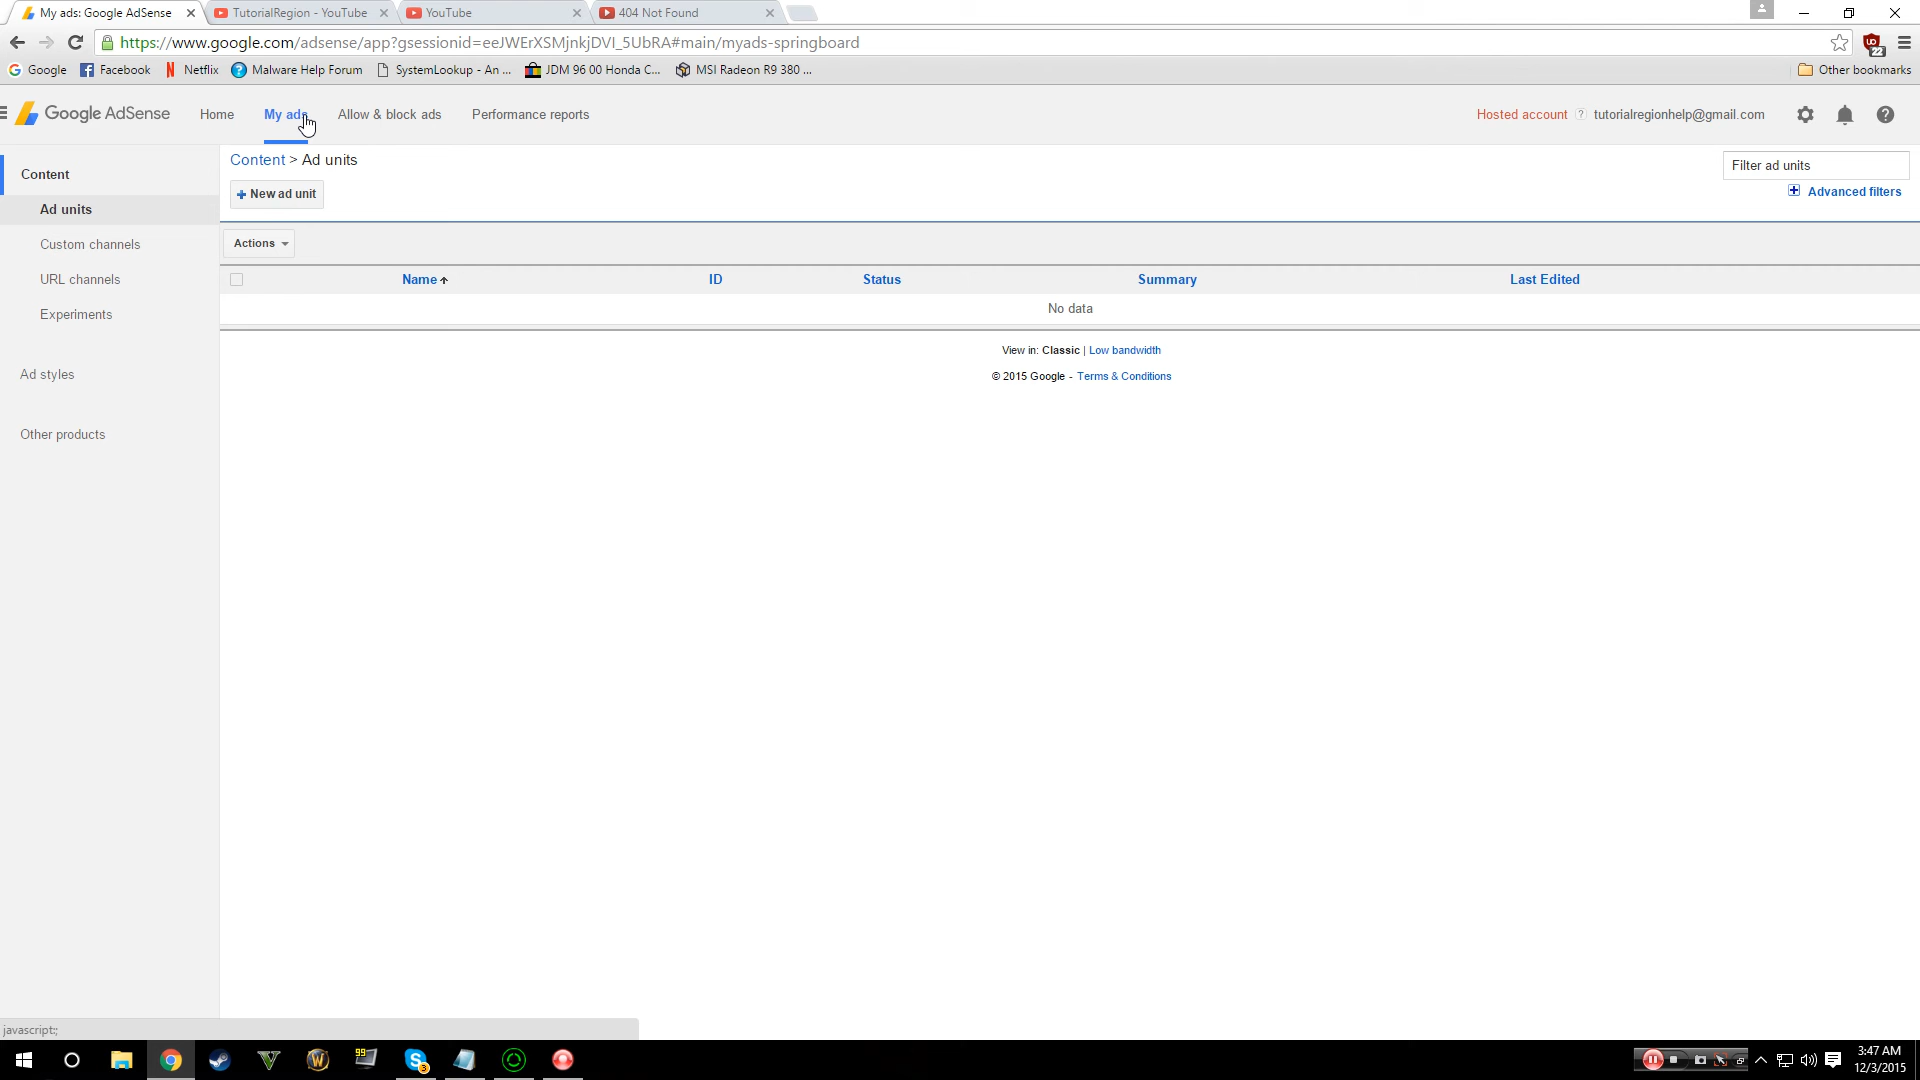 My ads: Google AdSense
TutorialRegion - YouTube
YouTube
404 Not Found
https://www.google.com/adsense/app?gsessionid=eeJWErXSMjnkjDVI_5UbRA#main/myads-springboard
22
Google
Facebook
Netflix
Malware Help Forum
SystemLookup - An ...
JDM 96 00 Honda C...
MSI Radeon R9 380 ...
Other bookmarks
Google AdSense
Home
My ads
Allow & block ads
Performance reports
Hosted account ?
tutorialregionhelp@gmail.com
Content
Ad units
Custom channels
URL channels
Experiments
Ad styles
Other products
Content > Ad units
+ New ad unit
Filter ad units
Advanced filters
Actions
Name
ID
Status
Summary
Last Edited
No data
View in: Classic | Low bandwidth
© 2015 Google - Terms & Conditions
javascript:;
99
3
3:47 AM
12/3/2015